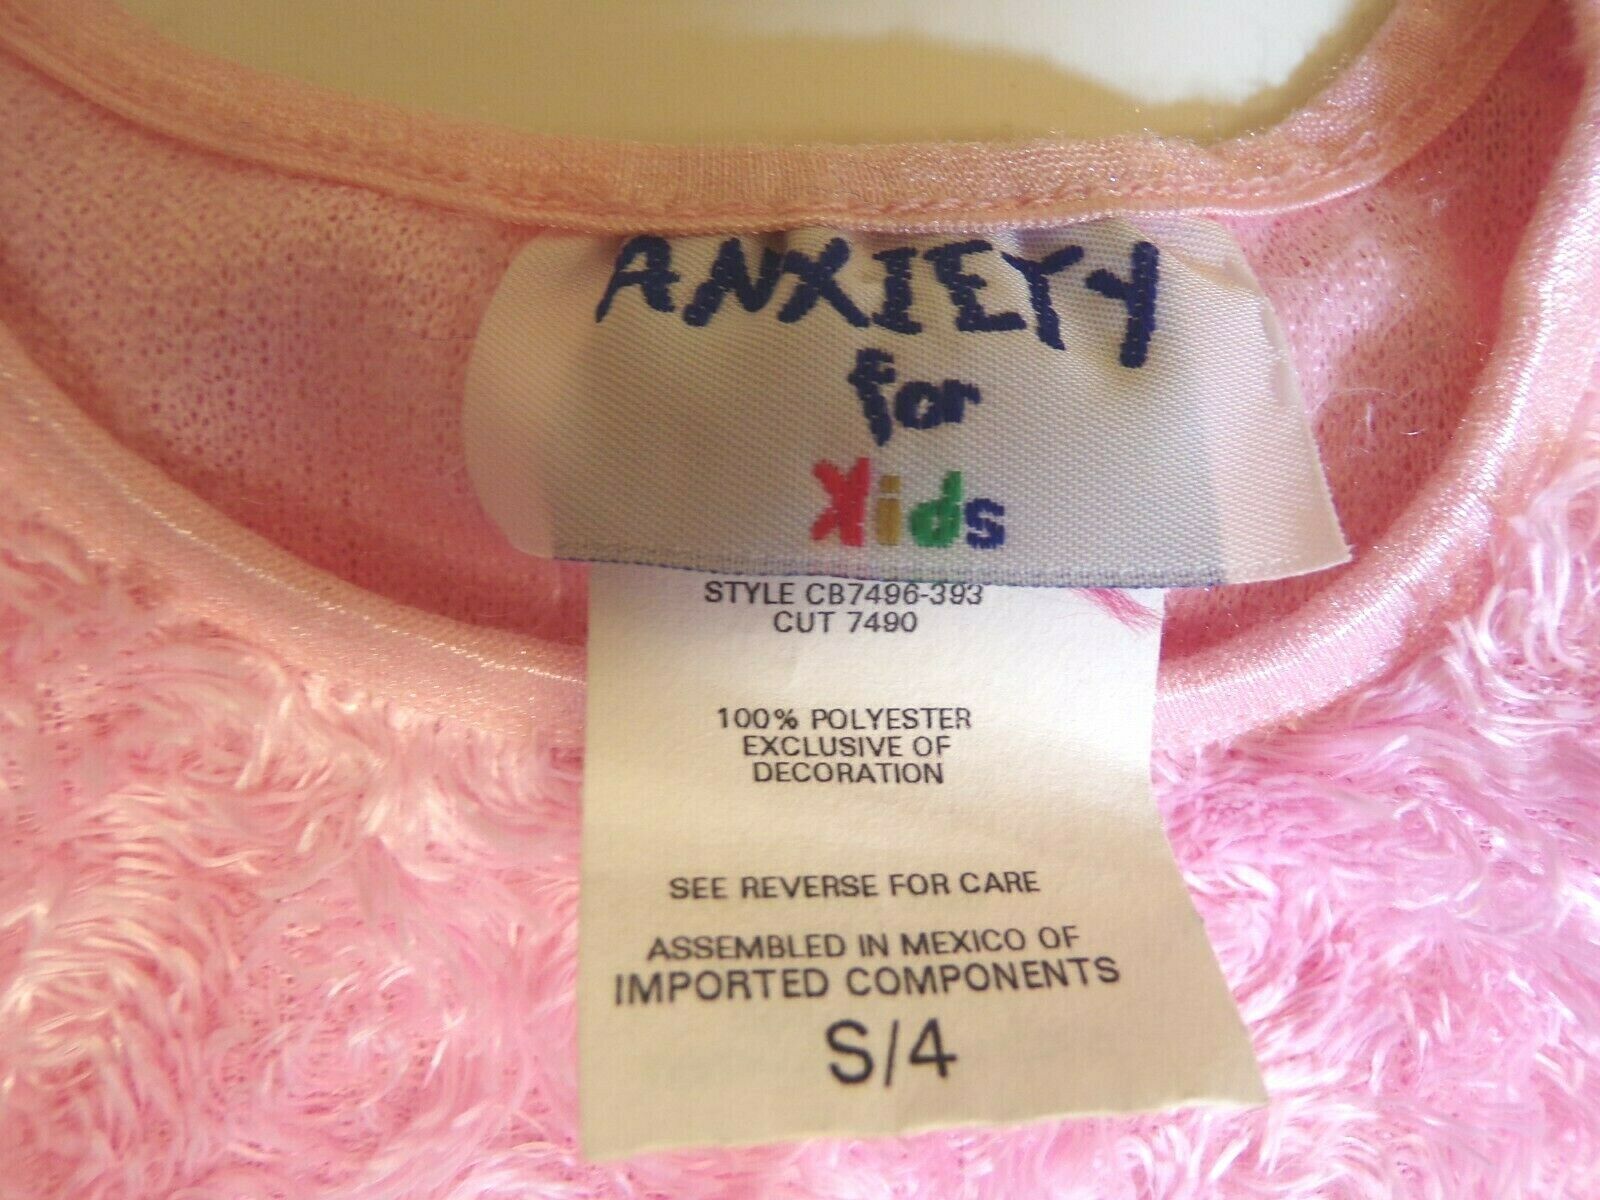 ANXIETY
for
Kids
STYLE CB7496-393
CUT 7490
100% POLYESTER
EXCLUSIVE OF
DECORATION
SEE REVERSE FOR CARE
ASSEMBLED IN MEXICO OF
IMPORTED COMPONENTS
S/4